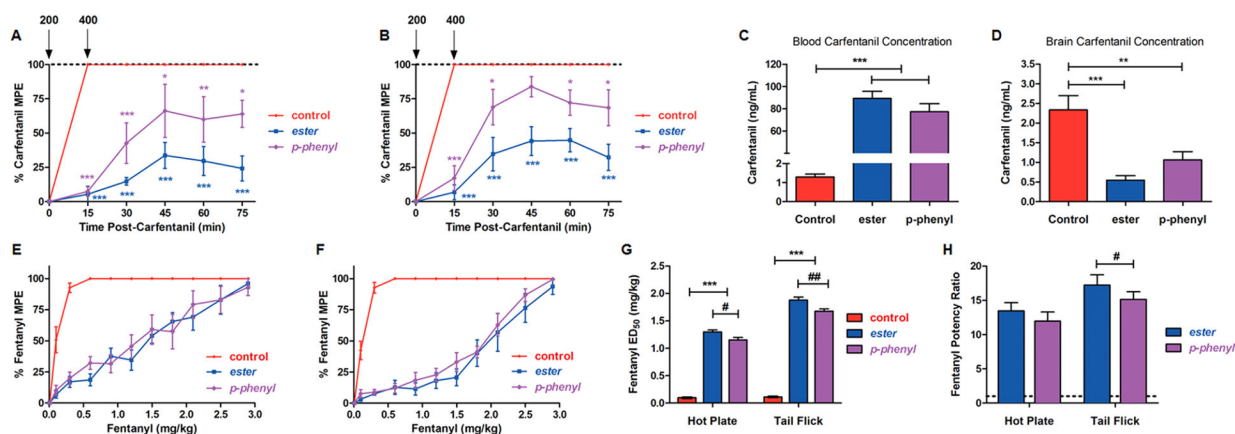 200 400
A
100
75
50
25
0
% Carfentanil MPE
***
***
***
***
*
***
**
***
*
***
0 15 30 45 60 75
Time Post-Carfentanil (min)
control
ester
p-phenyl
200 400
B
100
75
50
25
0
% Carfentanil MPE
***
***
*
***
***
*
***
*
***
0 15 30 45 60 75
Time Post-Carfentanil (min)
control
ester
p-phenyl
C
Blood Carfentanil Concentration
***
120
100
80
60
40
2
1
0
Carfentanil (ng/mL)
Control ester p-phenyl
D
Brain Carfentanil Concentration
**
***
3.0
2.5
2.0
1.5
1.0
0.5
0.0
Carfentanil (ng/mL)
Control ester p-phenyl
E
100
75
50
25
0
% Fentanyl MPE
0.0 0.5 1.0 1.5 2.0 2.5 3.0
Fentanyl (mg/kg)
control
ester
p-phenyl
F
100
75
50
25
0
% Fentanyl MPE
0.0 0.5 1.0 1.5 2.0 2.5 3.0
Fentanyl (mg/kg)
control
ester
p-phenyl
G
2.5
2.0
1.5
1.0
0.5
0.0
Fentanyl ED50 (mg/kg)
***
#
***
##
Hot Plate Tail Flick
control
ester
p-phenyl
H
20
15
10
5
0
Fentanyl Potency Ratio
#
Hot Plate Tail Flick
ester
p-phenyl